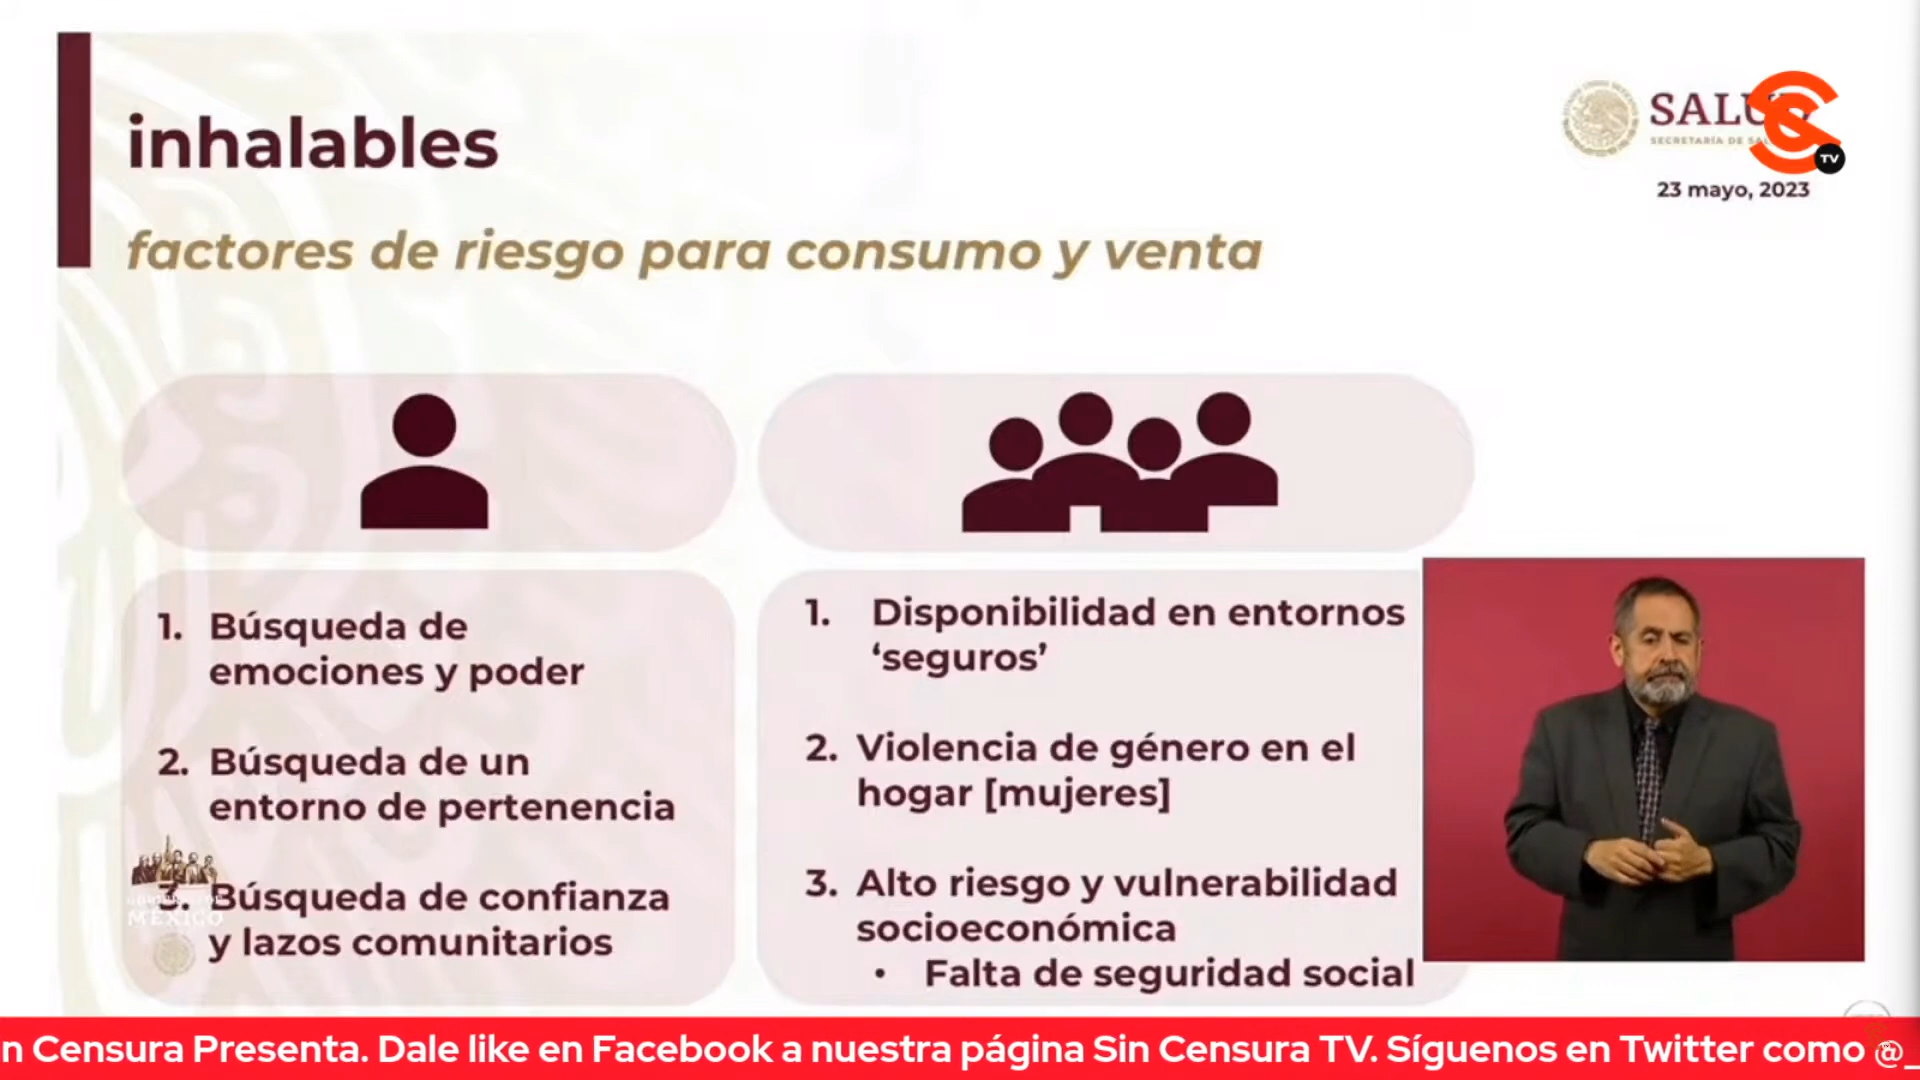 inhalables
factores de riesgo para consumo y venta
23 mayo, 2023
TV
1. Búsqueda de
emociones y poder
2. Búsqueda de un
entorno de pertenencia
3. Búsqueda de confianza
y lazos comunitarios
MÉXICO
1. Disponibilidad en entornos
‘seguros’
2. Violencia de género en el
hogar [mujeres]
3. Alto riesgo y vulnerabilidad
socioeconómica
• Falta de seguridad social
n Censura Presenta. Dale like en Facebook a nuestra página Sin Censura TV. Síguenos en Twitter como @_